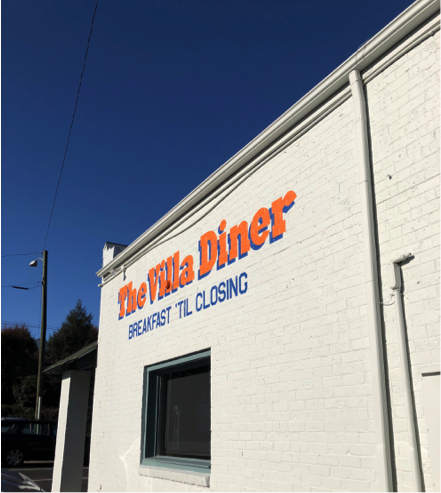 The Villa Diner
BREAKFAST 'TIL CLOSING